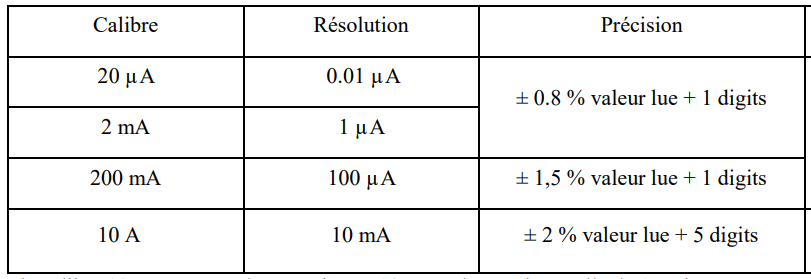 Calibre Résolution Précision
20 µA 0.01 µA
± 0.8 % valeur lue + 1 digits
2 mA 1 µA
200 mA 100 µA ± 1,5 % valeur lue + 1 digits
10 A 10 mA ± 2 % valeur lue + 5 digits